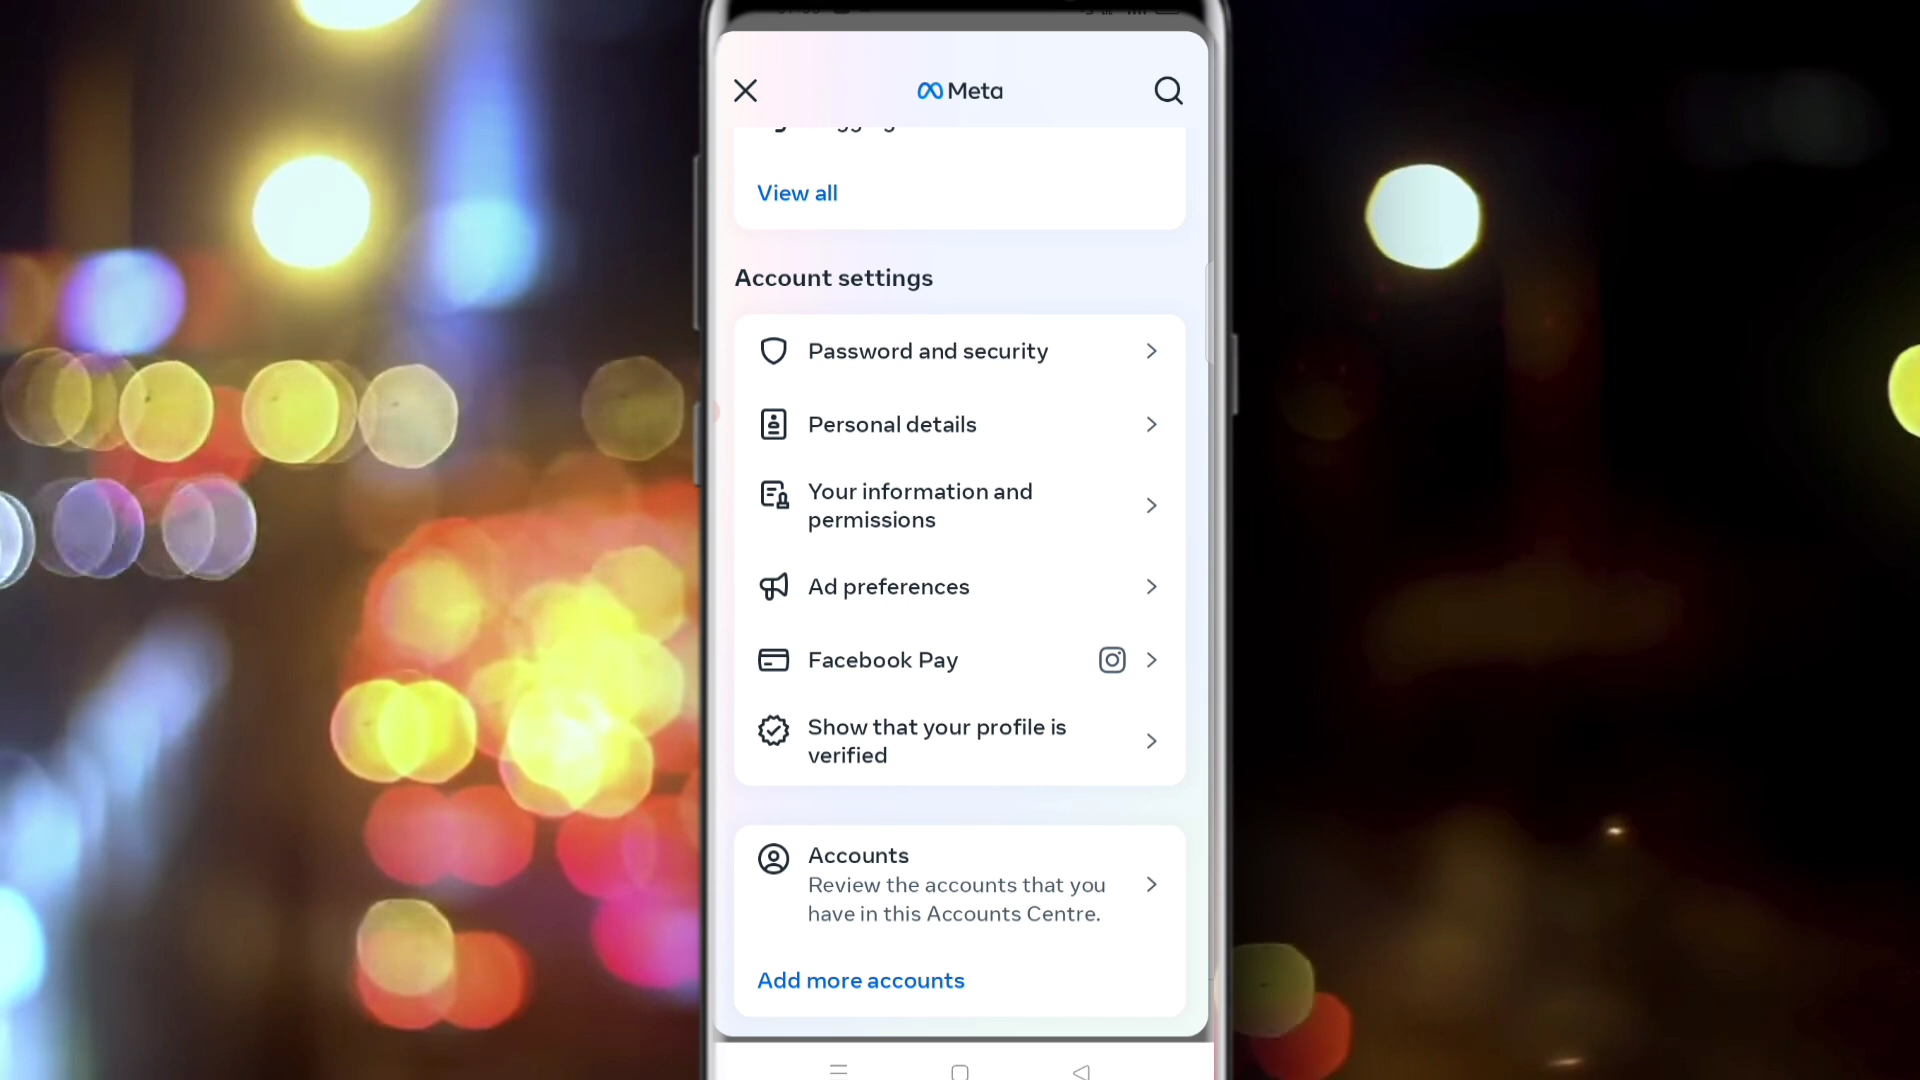 Meta
View all
Account settings
Password and security
Personal details
Your information and
permissions
Ad preferences
Facebook Pay
Show that your profile is
verified
Accounts
Review the accounts that you
have in this Accounts Centre.
Add more accounts